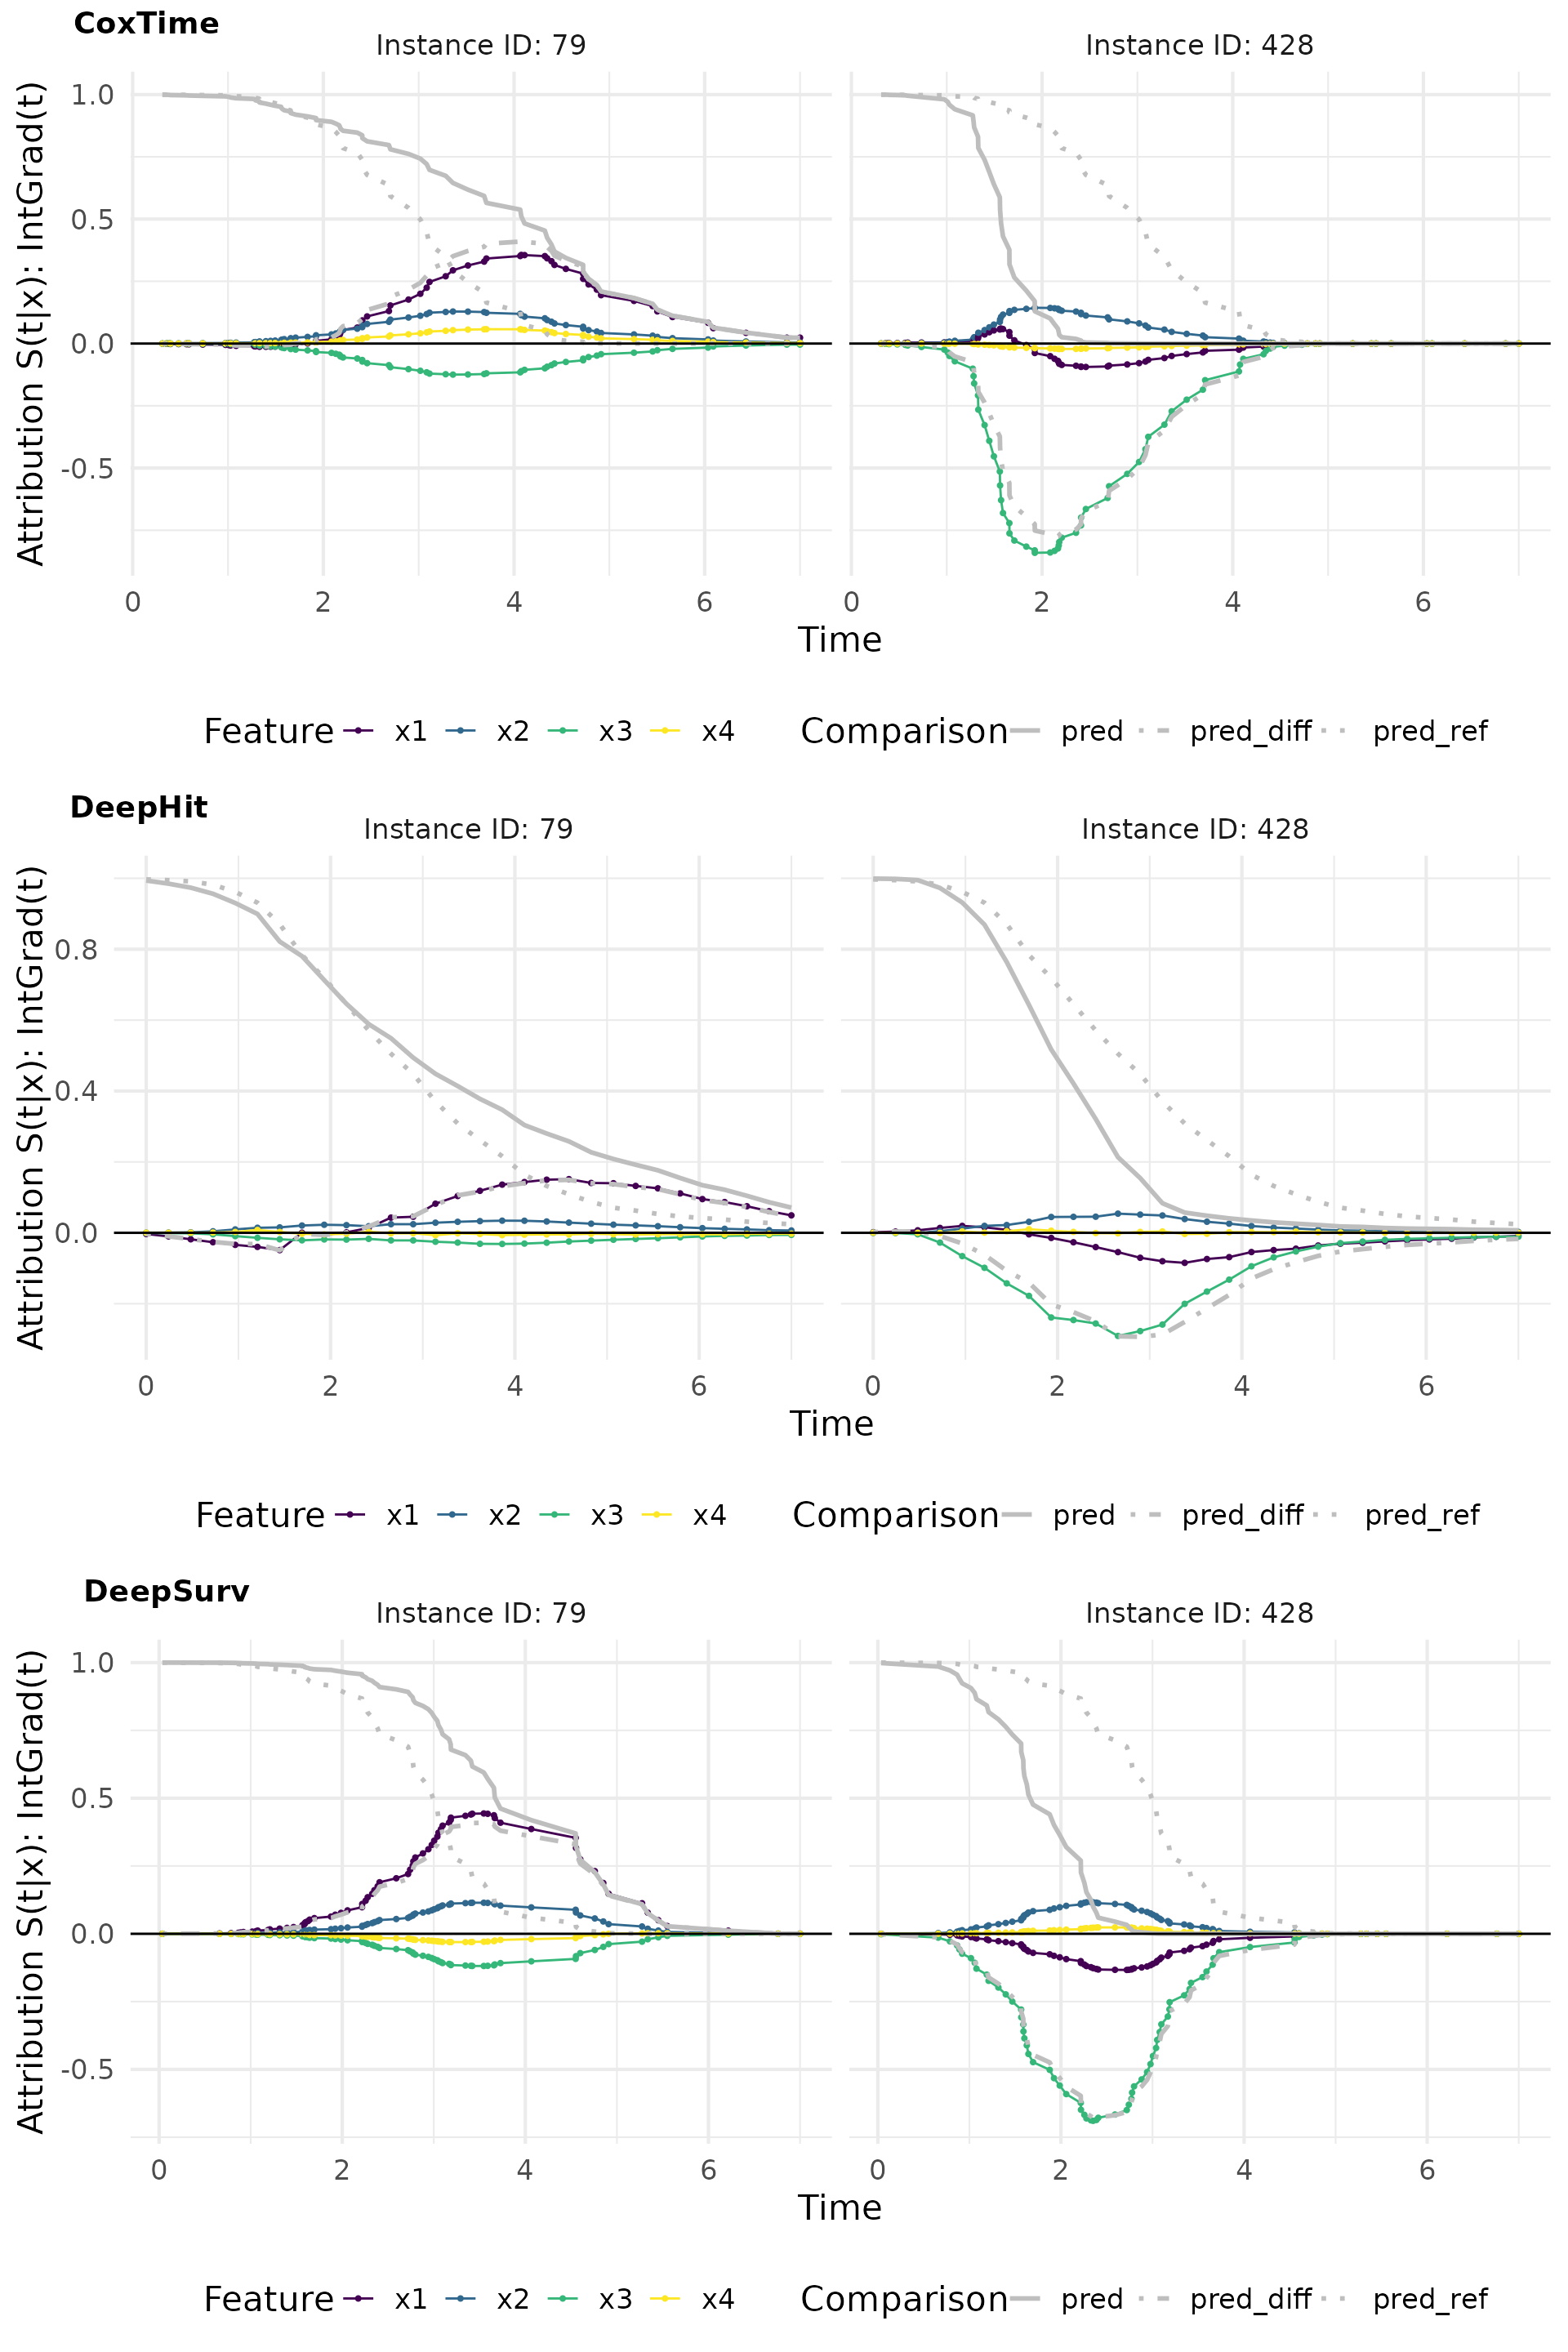 CoxTime
Instance ID: 79 Instance ID: 428
Attribution S(t|x): IntGrad(t)
1.0
0.5
0.0
-0.5
0 2 4 6 0 2 4 6
Time
Feature x1 x2 x3 x4 Comparison pred pred_diff pred_ref
DeepHit
Instance ID: 79 Instance ID: 428
Attribution S(t|x): IntGrad(t)
0.8
0.4
0.0
0 2 4 6 0 2 4 6
Time
Feature x1 x2 x3 x4 Comparison pred pred_diff pred_ref
DeepSurv
Instance ID: 79 Instance ID: 428
Attribution S(t|x): IntGrad(t)
1.0
0.5
0.0
-0.5
0 2 4 6 0 2 4 6
Time
Feature x1 x2 x3 x4 Comparison pred pred_diff pred_ref